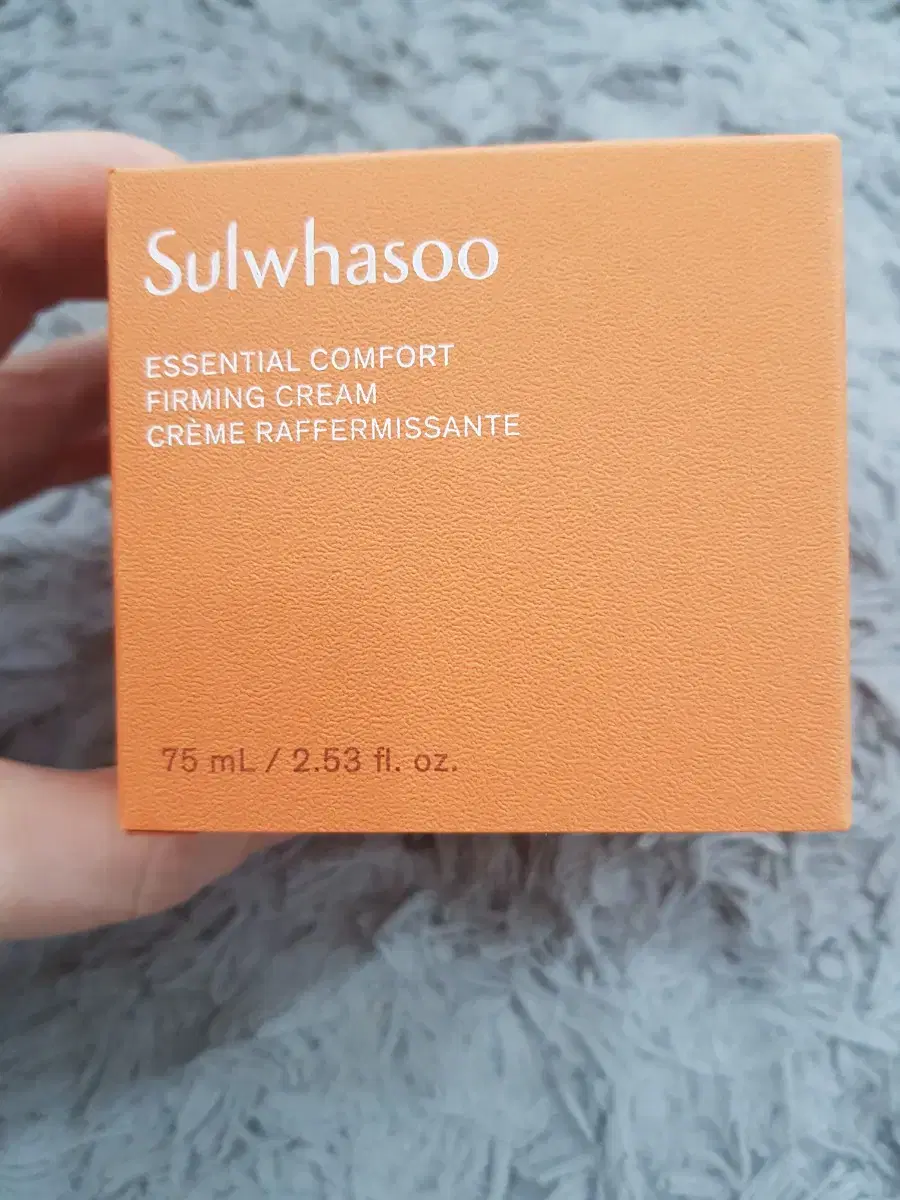 Sulwhasoo
ESSENTIAL COMFORT
FIRMING CREAM
CRÈME RAFFERMISSANTE
75 mL / 2.53 fl. oz.